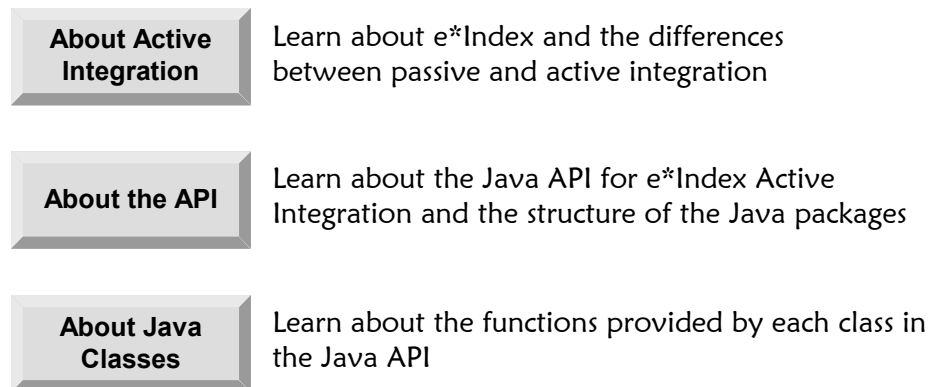 About Active
Integration
Learn about e*Index and the differences
between passive and active integration
About the API
Learn about the Java API for e*Index Active
Integration and the structure of the Java packages
About Java
Classes
Learn about the functions provided by each class in
the Java API